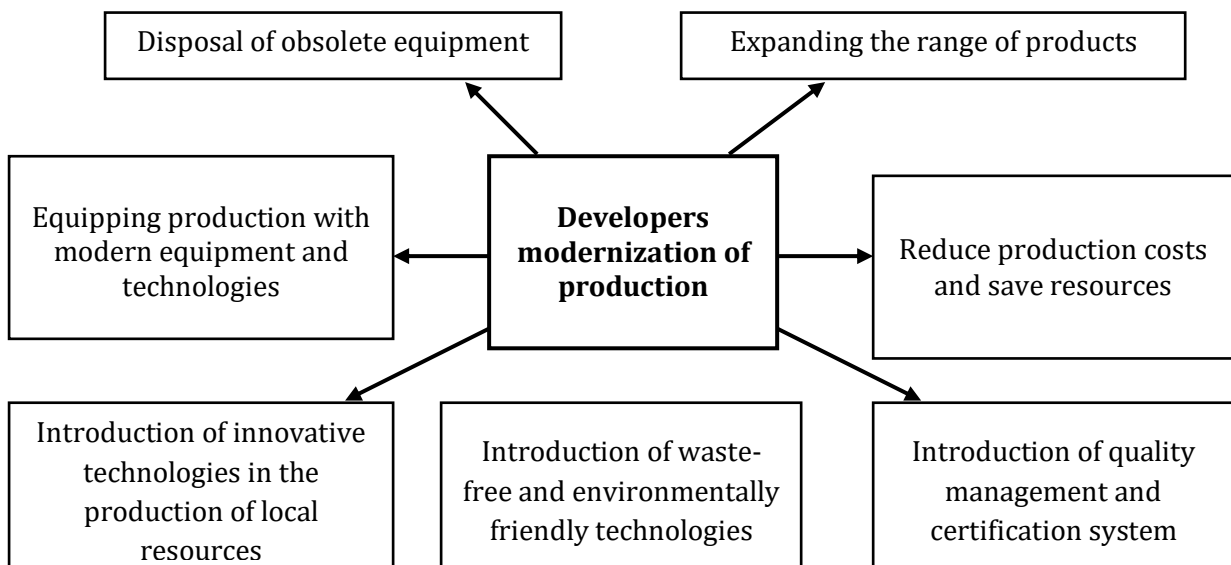 Disposal of obsolete equipment
Expanding the range of products
Equipping production with
modern equipment and
technologies
Developers
modernization of
production
Reduce production costs
and save resources
Introduction of innovative
technologies in the
production of local
resources
Introduction of waste-
free and environmentally
friendly technologies
Introduction of quality
management and
certification system